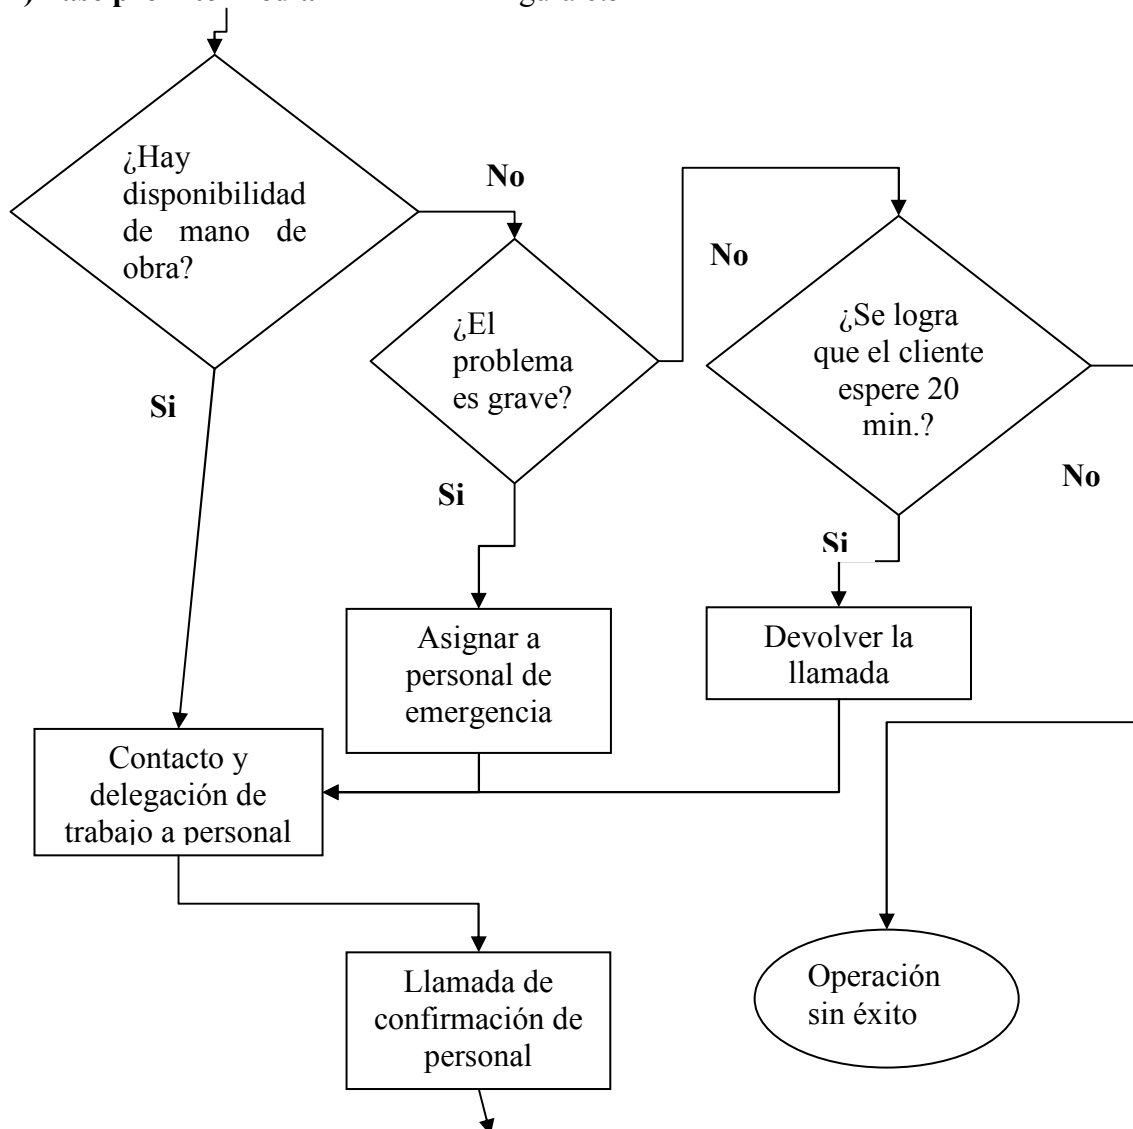 ¿Hay
disponibilidad
de mano de
obra?
No
¿El
problema
es grave?
No
¿Se logra
que el cliente
espere 20
min.?
Si
Si
No
Si
Asignar a
personal de
emergencia
Devolver la
llamada
Contacto y
delegación de
trabajo a personal
Llamada de
confirmación de
personal
Operación
sin éxito